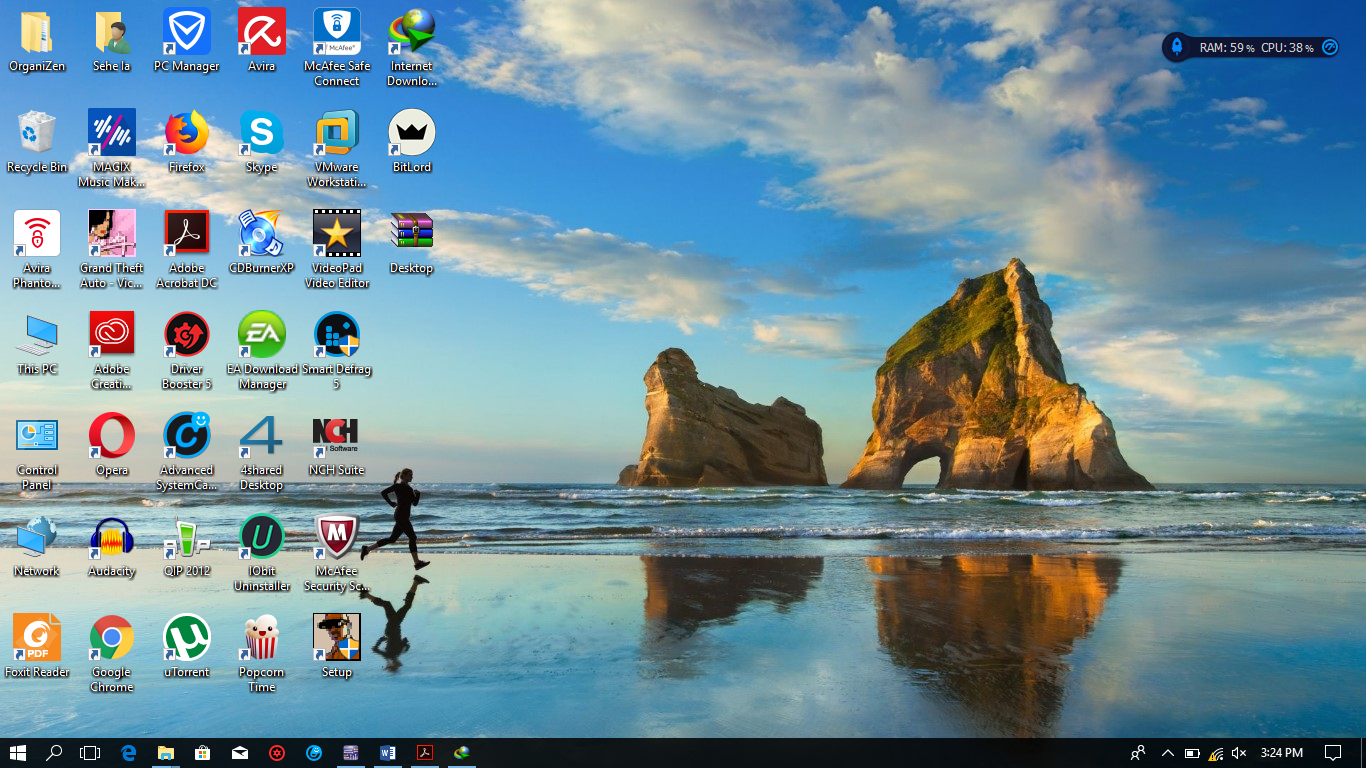 RAM: 59 % CPU: 38 %
OrganiZen
Sehe la
PC Manager
Avira
McAfee
McAfee Safe
Connect
Internet
Downlo...
Recycle Bin
MAGIX
Music Mak...
Firefox
Skype
VMware
Workstati...
BitLord
Avira
Phanto...
Grand Theft
Auto - Vic...
Adobe
Acrobat DC
CDBurnerXP
VideoPad
Video Editor
Desktop
This PC
Adobe
Creati...
Driver
Booster 5
EA
EA Download
Manager
Smart Defrag
5
Control
Panel
Opera
Advanced
SystemCa...
4shared
Desktop
NCH
Software
NCH Suite
Network
Audacity
QIP 2012
IObit
Uninstaller
McAfee
Security Sc...
PDF
Foxit Reader
Google
Chrome
uTorrent
Popcorn
Time
Setup
3:24 PM